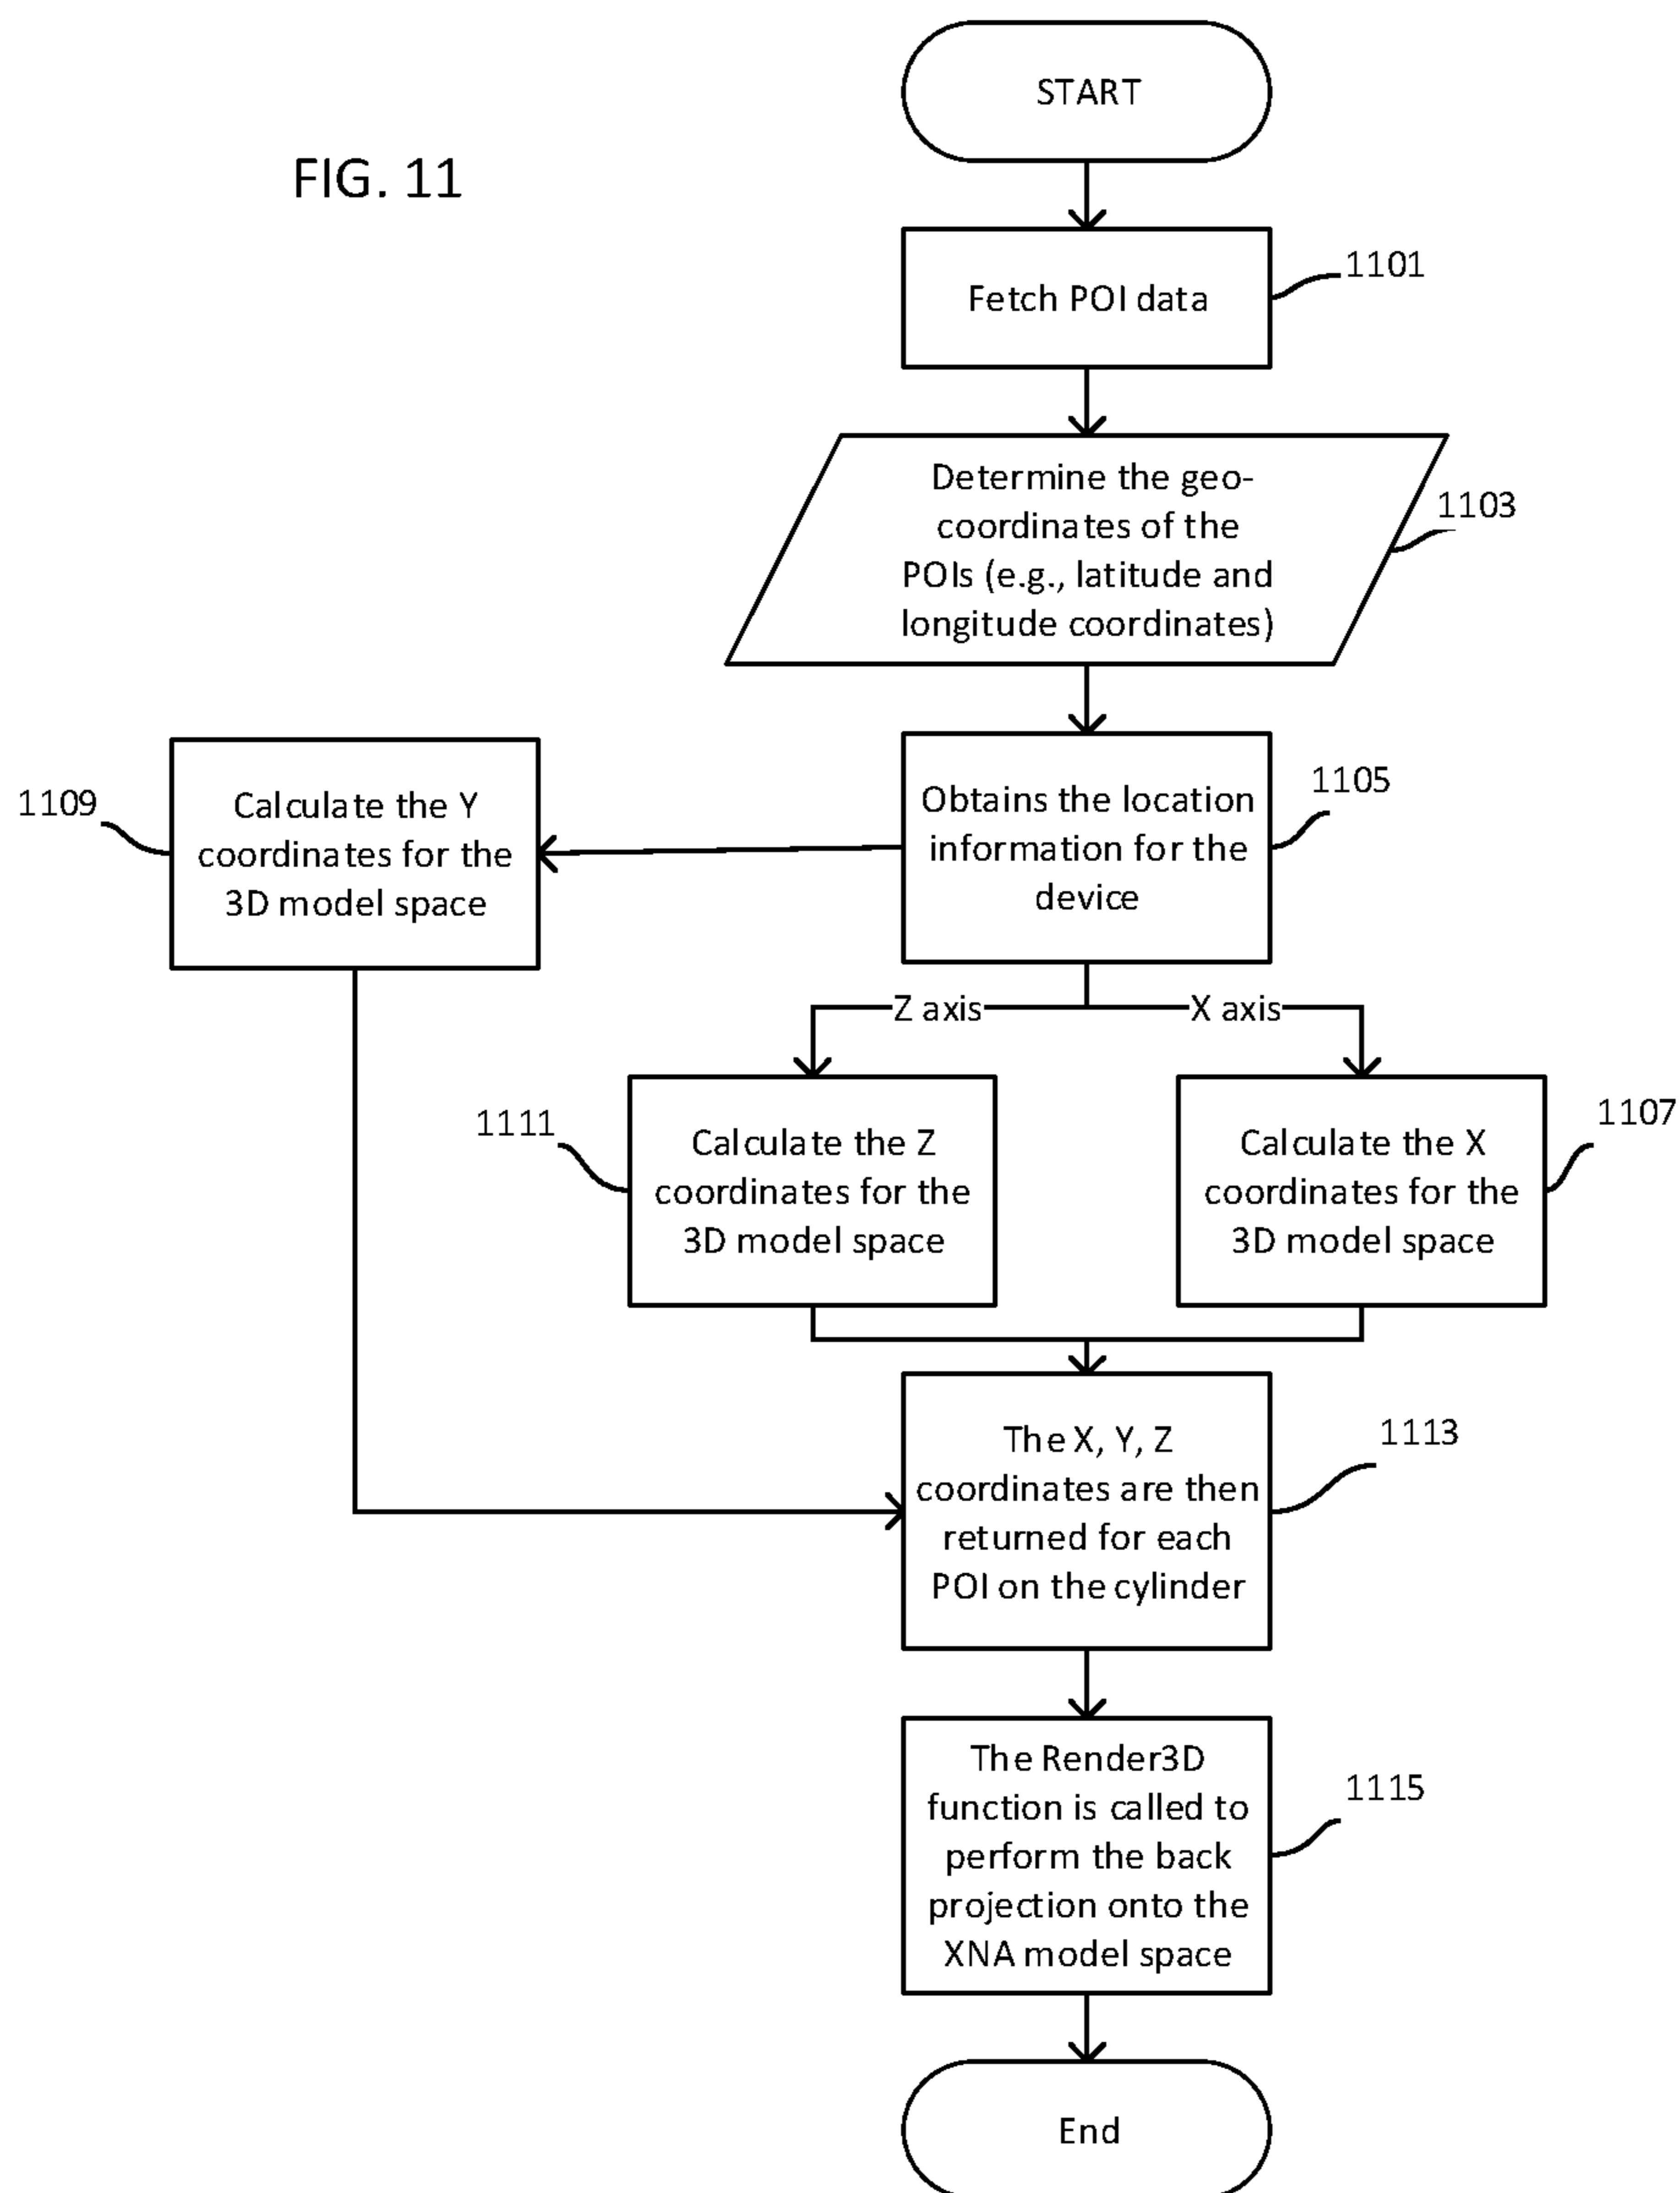 START
FIG. 11
1101
Fetch POI data
Determine the geo-
coordinates of the
POIs (e.g., latitude and
longitude coordinates)
1103
1109
Calculate the Y
coordinates for the
3D model space
Obtains the location
information for the
device
1105
Z axis
X axis
1111
Calculate the Z
coordinates for the
3D model space
Calculate the X
coordinates for the
3D model space
1107
The X, Y, Z
coordinates are then
returned for each
POI on the cylinder
1113
The Render3D
function is called to
perform the back
projection onto the
XNA model space
1115
End